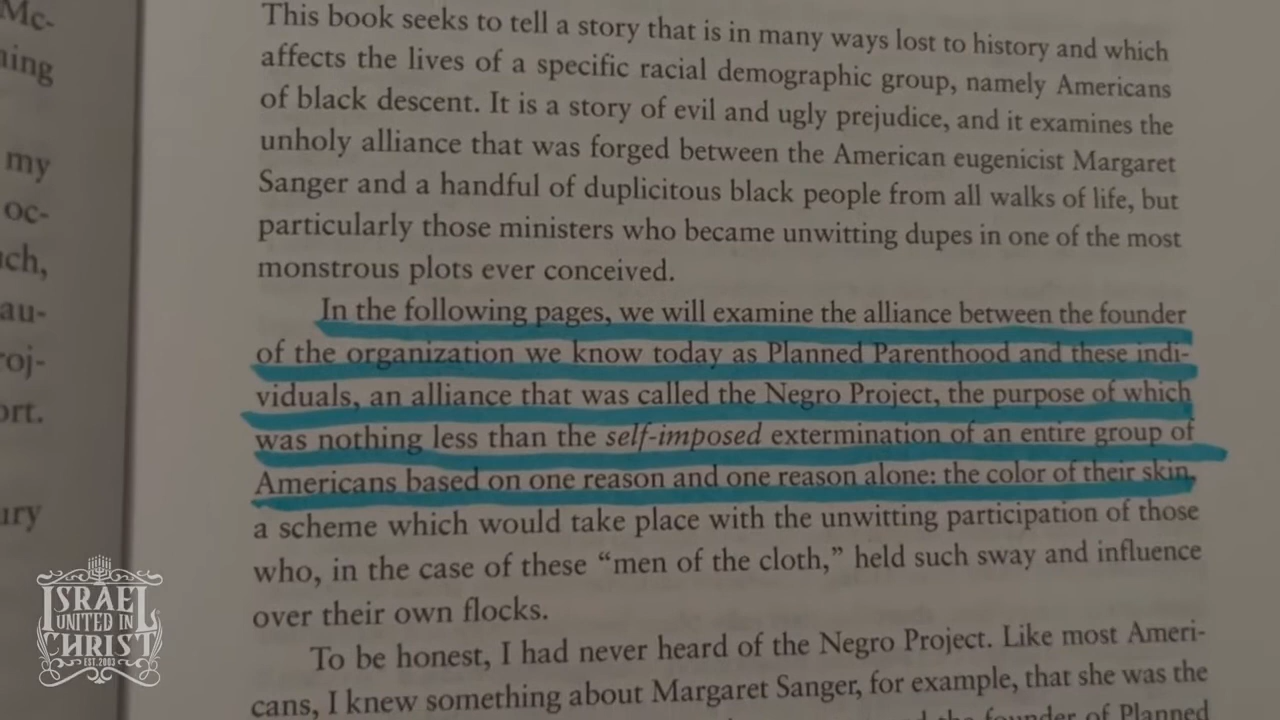 Mc-
ning
my
oc-
ach,
au-
roj-
ort.
ury
This book seeks to tell a story that is in many ways lost to history and which
affects the lives of a specific racial demographic group, namely Americans
of black descent. It is a story of evil and ugly prejudice, and it examines the
unholy alliance that was forged between the American eugenicist Margaret
Sanger and a handful of duplicitous black people from all walks of life, but
particularly those ministers who became unwitting dupes in one of the most
monstrous plots ever conceived.
In the following pages, we will examine the alliance between the founder
of the organization we know today as Planned Parenthood and these indi-
viduals, an alliance that was called the Negro Project, the purpose of which
was nothing less than the self-imposed extermination of an entire group of
Americans based on one reason and one reason alone: the color of their skin,
a scheme which would take place with the unwitting participation of those
who, in the case of these “men of the cloth,” held such sway and influence
over their own flocks.
To be honest, I had never heard of the Negro Project. Like most Ameri-
cans, I knew something about Margaret Sanger, for example, that she was the
the founder of Planned
ISRAEL
UNITED IN
CHRIST
EST.2003